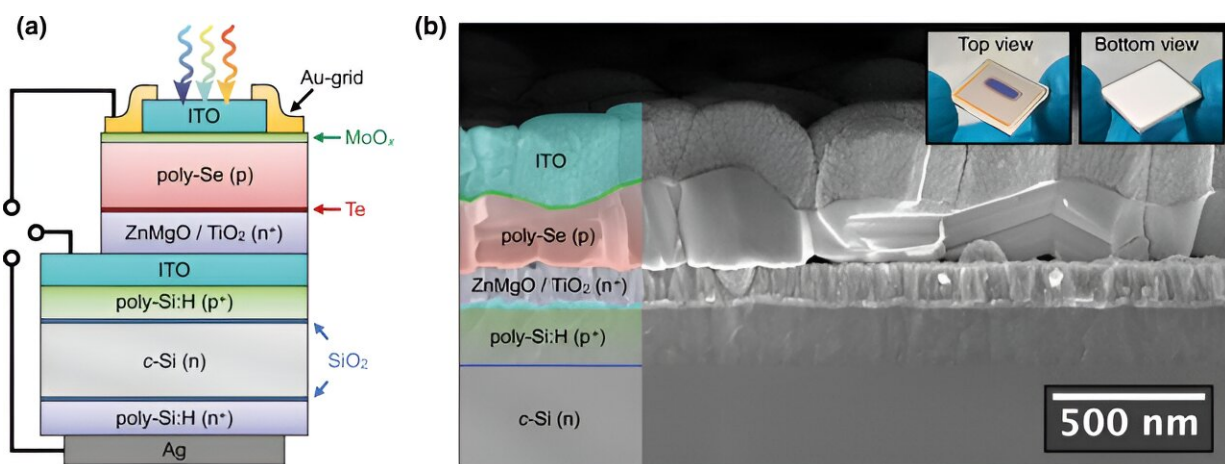 (a)
Au-grid
ITO
MoOₓ
poly-Se (p)
Te
ZnMgO / TiO₂ (n⁺)
ITO
poly-Si:H (p⁺)
c-Si (n)
SiO₂
poly-Si:H (n⁺)
Ag
(b)
Top view
Bottom view
ITO
poly-Se (p)
ZnMgO / TiO₂ (n⁺)
poly-Si:H (p⁺)
c-Si (n)
500 nm